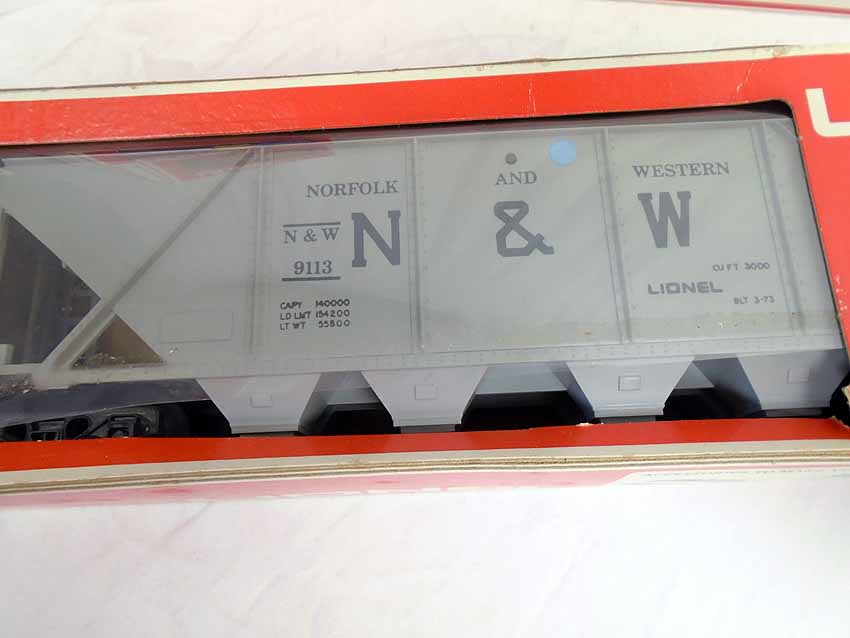 NORFOLK AND WESTERN
N & W
9113
N & W
CAPY 140000
LD LMT 154200
LT WT 55800
CU FT 3000
LIONEL
BLT 3-73
L